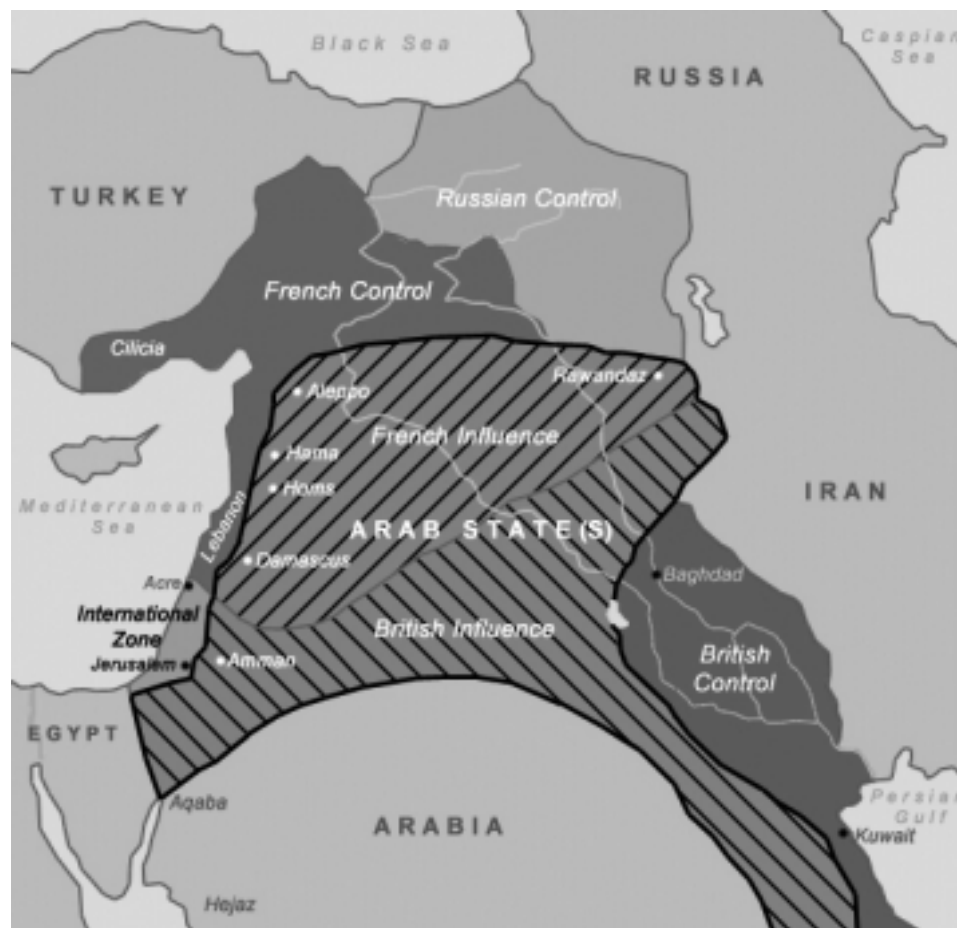 Black Sea
Caspian
Sea
RUSSIA
TURKEY
Russian Control
French Control
Cilicia
Aleppo
Rawandaz
French Influence
Hama
Homs
IRAN
Mediterranean
Sea
Lebanon
ARAB STATE(S)
Damascus
Baghdad
Acre
International
Zone
British Influence
Jerusalem
Amman
British
Control
EGYPT
Aqaba
Persian
Gulf
ARABIA
Kuwait
Hejaz